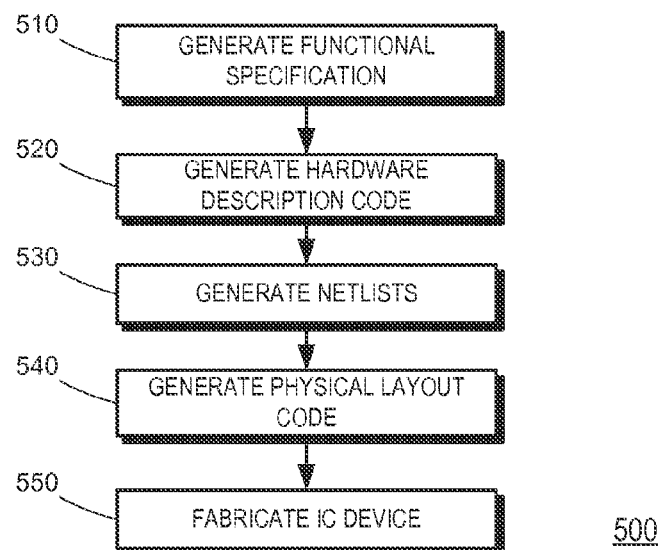 510
GENERATE FUNCTIONAL
SPECIFICATION
520
GENERATE HARDWARE
DESCRIPTION CODE
530
GENERATE NETLISTS
540
GENERATE PHYSICAL LAYOUT
CODE
550
FABRICATE IC DEVICE
500